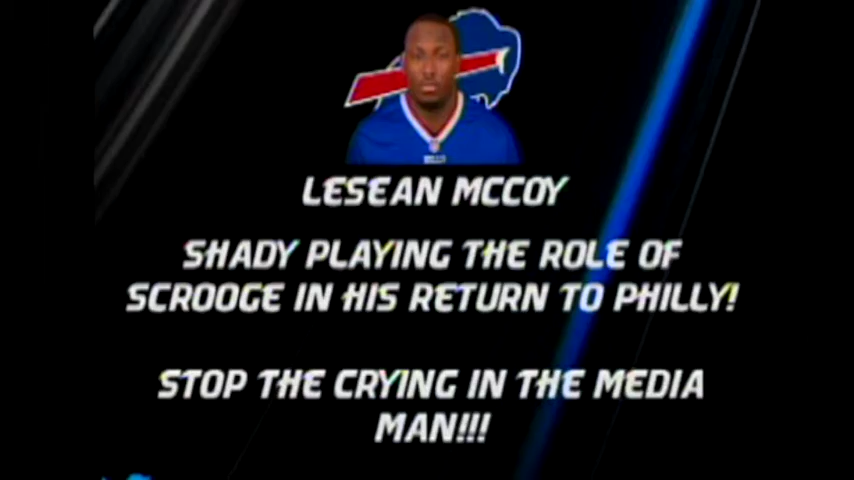 LESEAN MCCOY
SHADY PLAYING THE ROLE OF
SCROOGE IN HIS RETURN TO PHILLY!
STOP THE CRYING IN THE MEDIA
MAN!!!